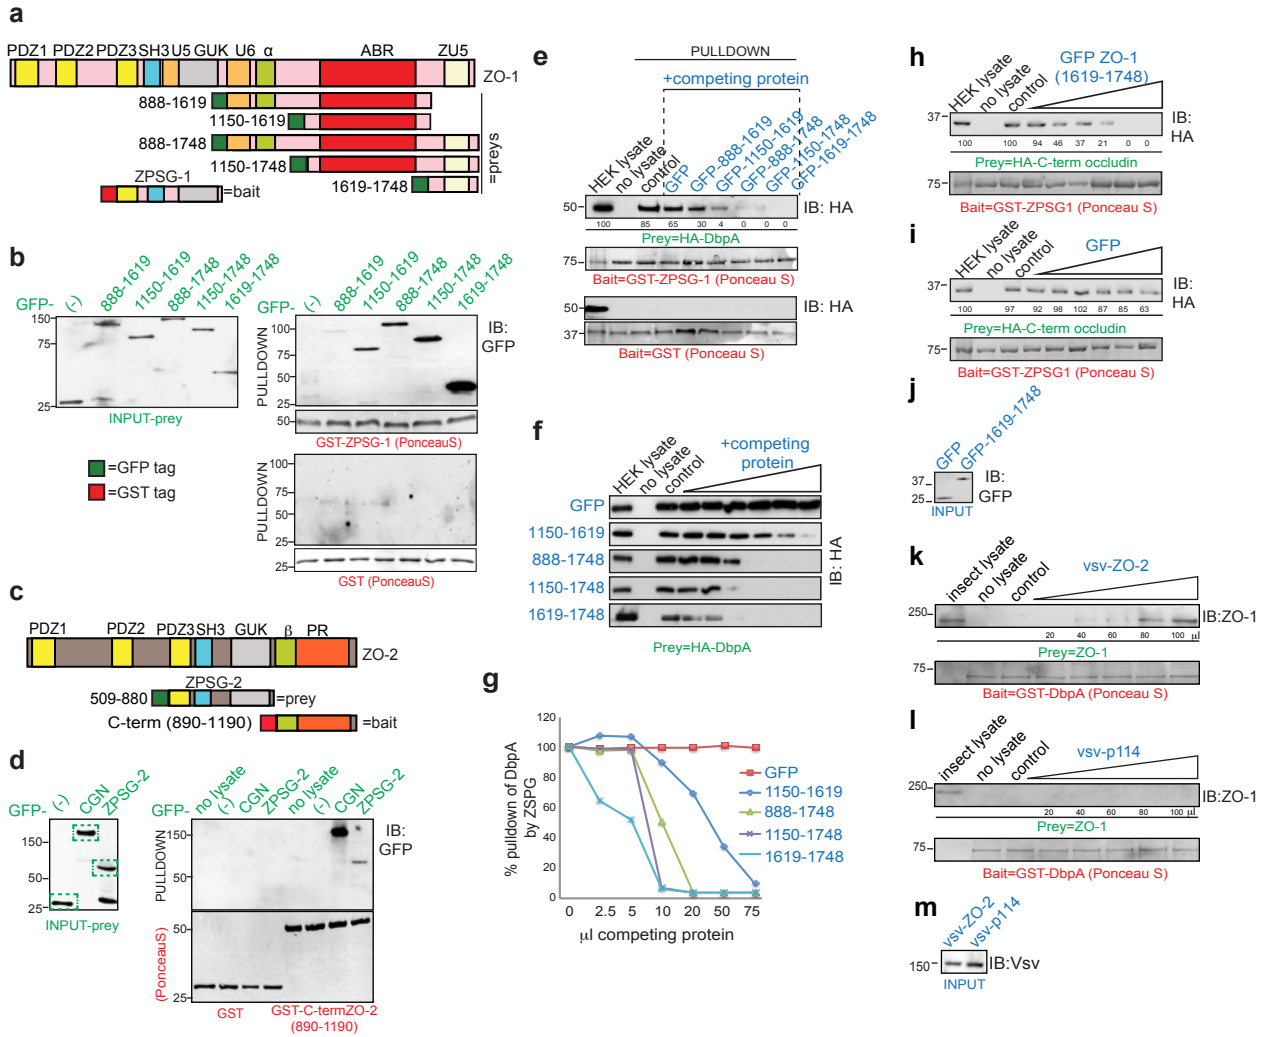 a
PDZ1 PDZ2 PDZ3 SH3 U5 GUK U6 α ABR ZU5
ZO-1
888-1619
1150-1619
888-1748
1150-1748
1619-1748
=preys
ZPSG-1
=bait
b
GFP- (-) 888-1619 1150-1619 888-1748 1150-1748 1619-1748
150
75
25
INPUT-prey
=GFP tag
=GST tag
GFP- (-) 888-1619 1150-1619 888-1748 1150-1748 1619-1748
PULLDOWN
100
75
50
25
IB: GFP
50
GST-ZPSG-1 (PonceauS)
PULLDOWN
100
75
50
25
25
GST (PonceauS)
c
PDZ1 PDZ2 PDZ3 SH3 GUK β PR
ZO-2
ZPSG-2
509-880 =prey
C-term (890-1190) =bait
d
GFP- (-) CGN ZPSG-2
150
50
25
INPUT-prey
GFP- no lysate (-) CGN ZPSG-2 no lysate (-) CGN ZPSG-2
PULLDOWN
150
50
IB: GFP
(PonceauS)
50
25
GST
GST-C-termZO-2
(890-1190)
e
PULLDOWN
+competing protein
HEK lysate no lysate control GFP GFP-888-1619 GFP-1150-1619 GFP-888-1748 GFP-1150-1748 GFP-1619-1748
50 IB: HA
100 85 65 30 4 0 0 0
Prey=HA-DbpA
75
Bait=GST-ZPSG-1 (Ponceau S)
50 IB: HA
37
Bait=GST (Ponceau S)
f
HEK lysate no lysate control
+competing
protein
GFP
1150-1619
888-1748
1150-1748
1619-1748
IB: HA
Prey=HA-DbpA
g
% pulldown of DbpA
by ZSPG
120
100
80
60
40
20
0
0 2.5 5 10 20 50 75
μl competing protein
GFP
1150-1619
888-1748
1150-1748
1619-1748
h
HEK lysate no lysate control
GFP ZO-1
(1619-1748)
37 IB: HA
100 100 94 46 37 21 0 0
Prey=HA-C-term occludin
75
Bait=GST-ZPSG1 (Ponceau S)
i
HEK lysate no lysate control GFP
37 IB: HA
100 97 92 98 102 87 85 63
Prey=HA-C-term occludin
75
Bait=GST-ZPSG1 (Ponceau S)
j
GFP GFP-1619-1748
37
25
IB: GFP
INPUT
k
insect lysate no lysate control vsv-ZO-2
250 IB:ZO-1
20 40 60 80 100 μl
Prey=ZO-1
75
Bait=GST-DbpA (Ponceau S)
l
insect lysate no lysate control vsv-p114
250 IB:ZO-1
20 40 60 80 100 μl
Prey=ZO-1
75
Bait=GST-DbpA (Ponceau S)
m
vsv-ZO-2 vsv-p114
150 IB:Vsv
INPUT